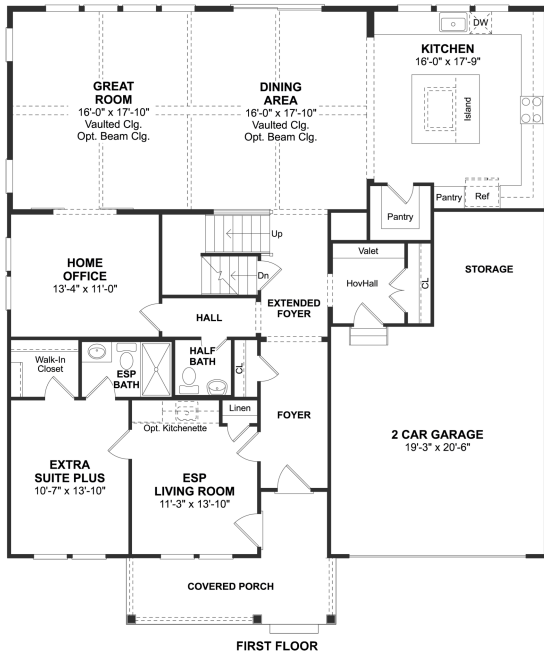 DW
KITCHEN
16'-0" x 17'-9"
Island
GREAT
ROOM
16'-0" x 17'-10"
Vaulted Clg.
Opt. Beam Clg.
DINING
AREA
16'-0" x 17'-10"
Vaulted Clg.
Opt. Beam Clg.
Pantry
Ref
Pantry
Up
Dn
Valet
HovHall
CL
STORAGE
HOME
OFFICE
13'-4" x 11'-0"
EXTENDED
FOYER
HALL
HALF
BATH
CL
Walk-In
Closet
ESP
BATH
Linen
Opt. Kitchenette
FOYER
2 CAR GARAGE
19'-3" x 20'-6"
EXTRA
SUITE PLUS
10'-7" x 13'-10"
ESP
LIVING ROOM
11'-3" x 13'-10"
COVERED PORCH
FIRST FLOOR